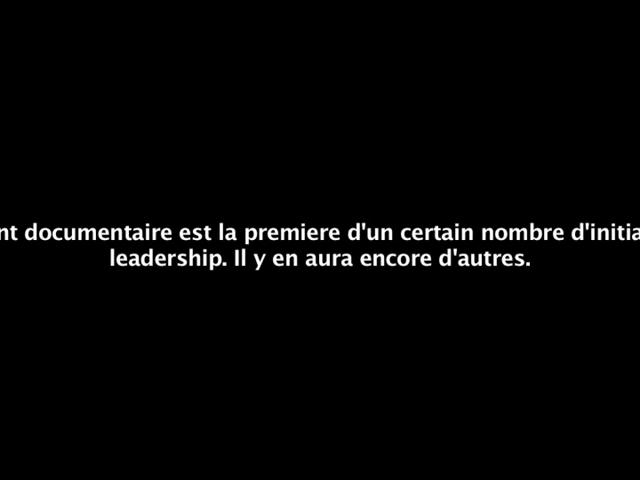 nt documentaire est la premiere d'un certain nombre d'initia
leadership. Il y en aura encore d'autres.